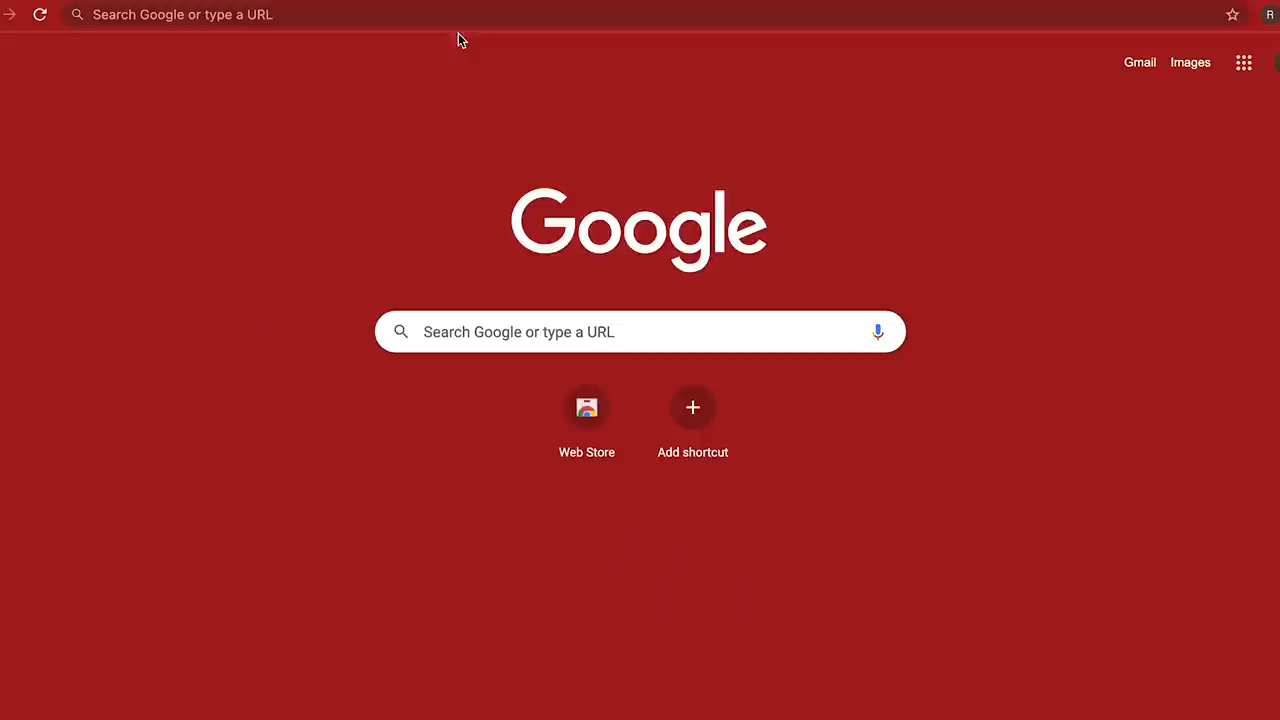 Search Google or type a URL
R
Gmail Images
Google
Search Google or type a URL
Web Store Add shortcut